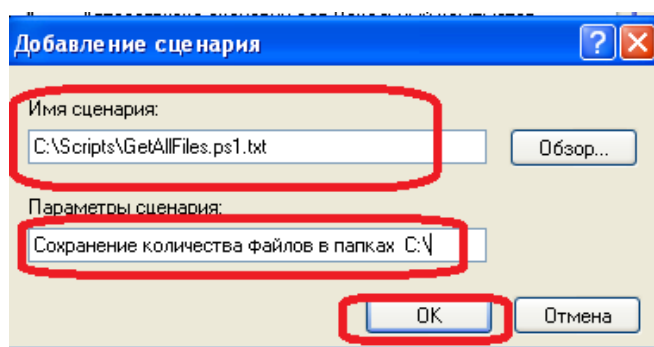 Добавление сценария
Имя сценария:
C:\Scripts\GetAllFiles.ps1.txt
Обзор...
Параметры сценария:
Сохранение количества файлов в папках C:\
OK
Отмена